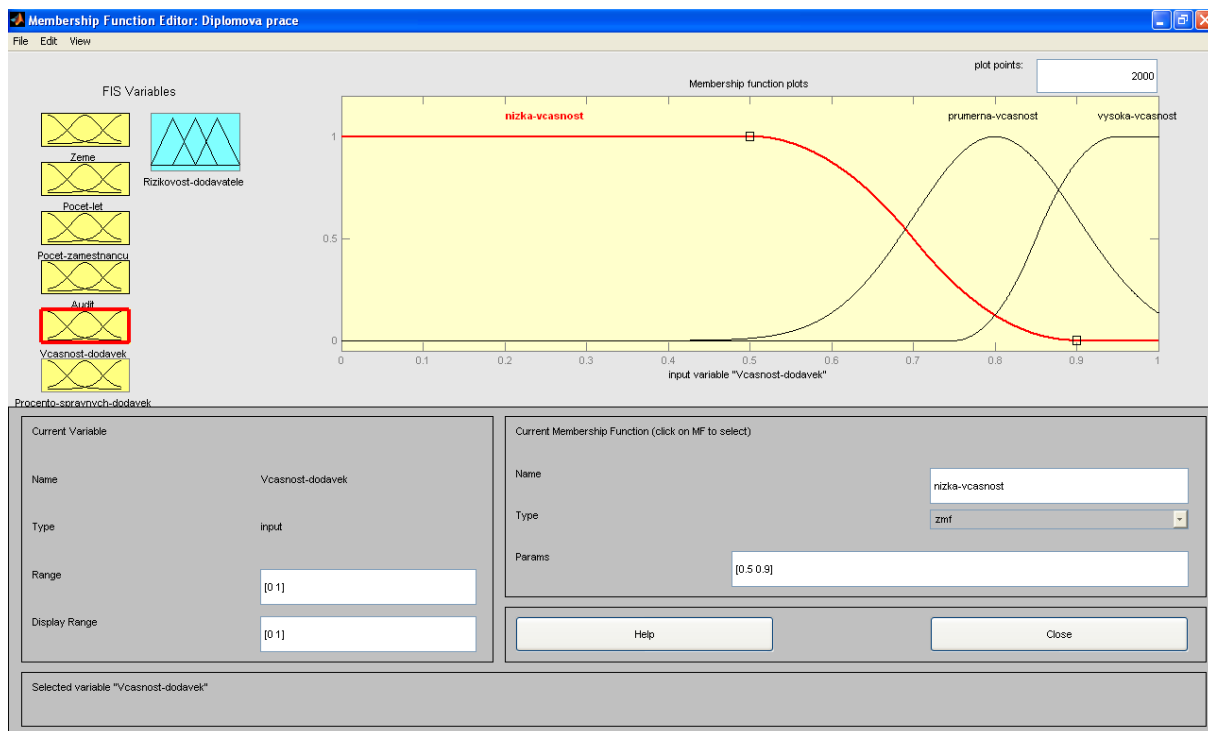 Membership Function Editor: Diplomova prace
File Edit View
FIS Variables
Zeme
Pocet-let
Pocet-zamestnancu
Audit
Vcasnost-dodavek
Procento-spravnych-dodavek
Rizikovost-dodavatele
plot points:
2000
Membership function plots
nizka-vcasnost prumerna-vcasnost vysoka-vcasnost
1
0.5
0
0 0.1 0.2 0.3 0.4 0.5 0.6 0.7 0.8 0.9 1
input variable "Vcasnost-dodavek"
Current Variable
Name Vcasnost-dodavek
Type input
Range [0 1]
Display Range [0 1]
Current Membership Function (click on MF to select)
Name nizka-vcasnost
Type zmf
Params [0.5 0.9]
Help Close
Selected variable "Vcasnost-dodavek"